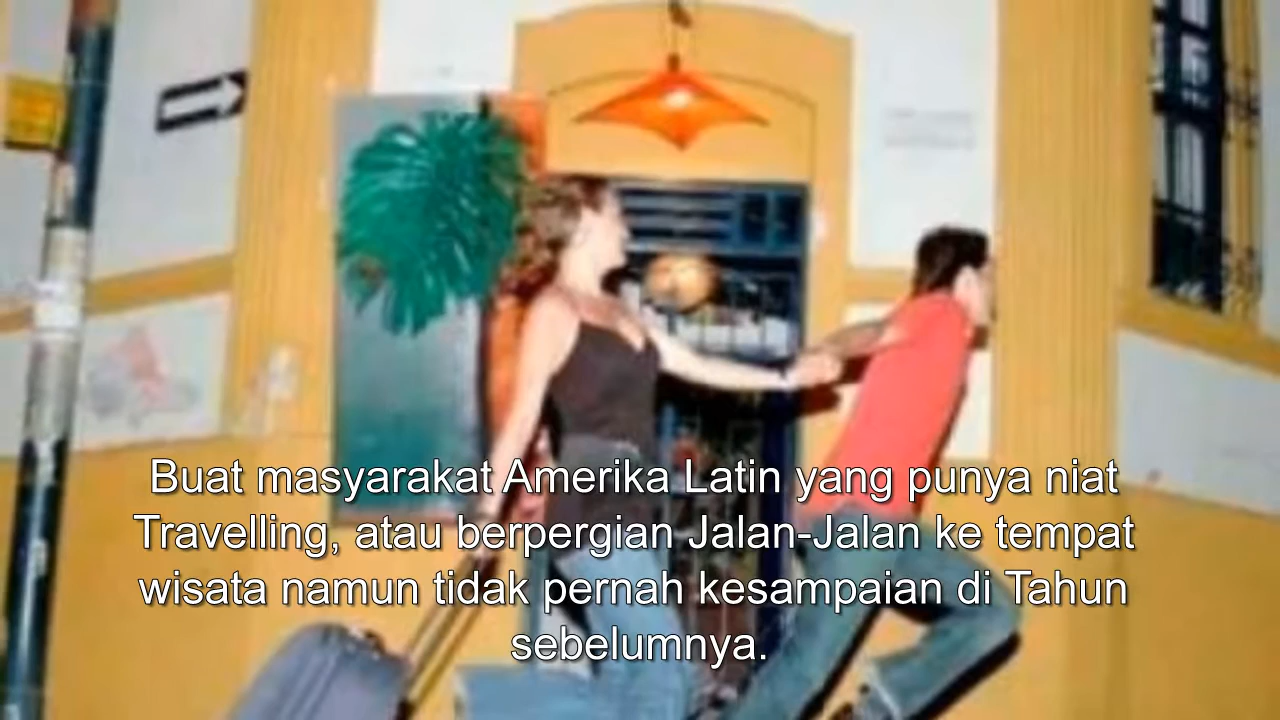 Buat masyarakat Amerika Latin yang punya niat
Travelling, atau berpergian Jalan-Jalan ke tempat
wisata namun tidak pernah kesampaian di Tahun
sebelumnya.